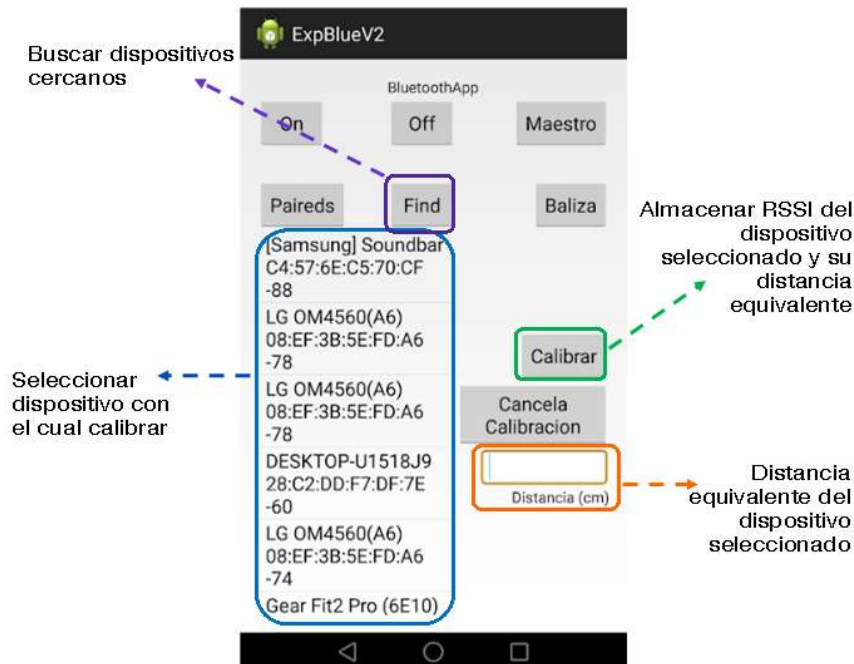 ExpBlueV2
Buscar dispositivos
cercanos
BluetoothApp
On
Off
Maestro
Paireds
Find
Baliza
[Samsung] Soundbar
C4:57:6E:C5:70:CF
-88
LG OM4560(A6)
08:EF:3B:5E:FD:A6
-78
LG OM4560(A6)
08:EF:3B:5E:FD:A6
-78
DESKTOP-U1518J9
28:C2:DD:F7:DF:7E
-60
LG OM4560(A6)
08:EF:3B:5E:FD:A6
-74
Gear Fit2 Pro (6E10)
Almacenar RSSI del
dispositivo
seleccionado y su
distancia
equivalente
Calibrar
Cancela
Calibracion
Distancia (cm)
Seleccionar
dispositivo con
el cual calibrar
Distancia
equivalente del
dispositivo
seleccionado